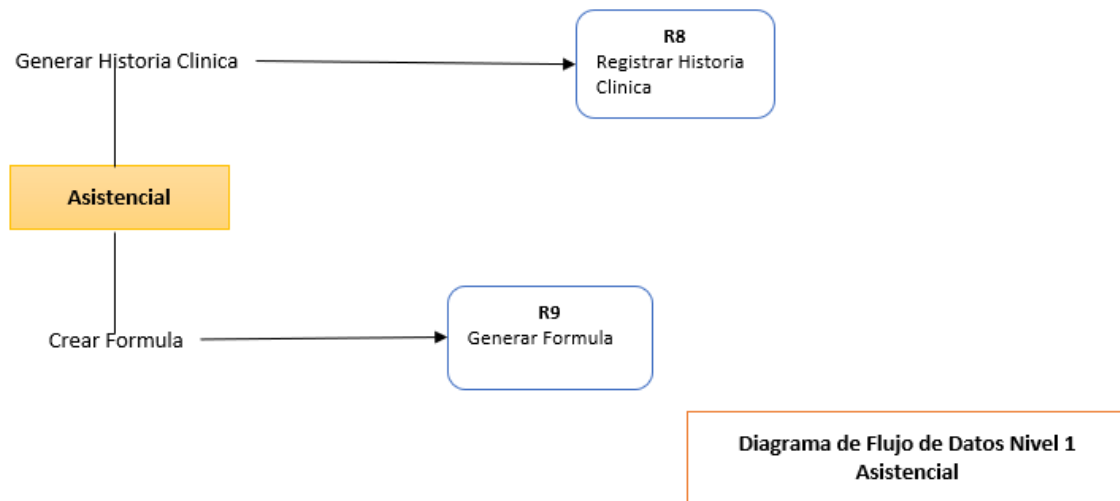 R8
Generar Historia Clinica
Registrar Historia
Clinica
Asistencial
R9
Generar Formula
Crear Formula
Diagrama de Flujo de Datos Nivel 1
Asistencial